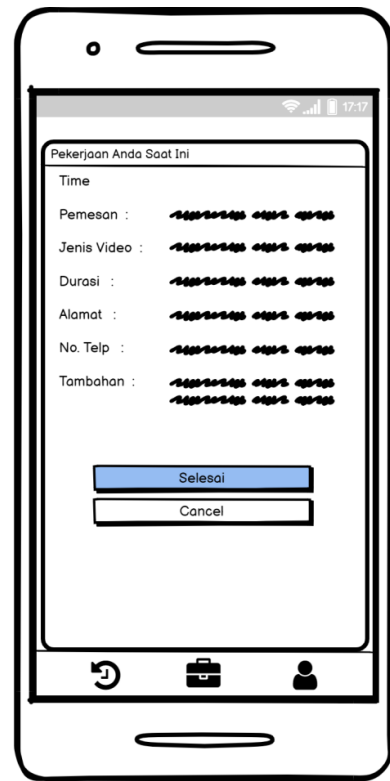 17:17
Pekerjaan Anda Saat Ini
Time
Pemesan :
Jenis Video :
Durasi :
Alamat :
No. Telp :
Tambahan :
Selesai
Cancel